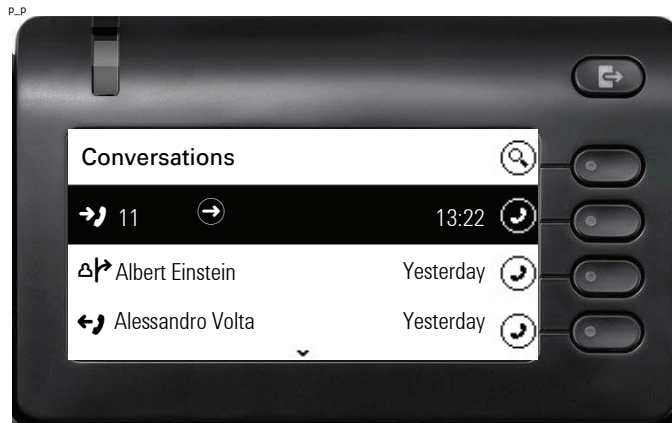 p_p
Conversations
11 13:22
Albert Einstein Yesterday
Alessandro Volta Yesterday